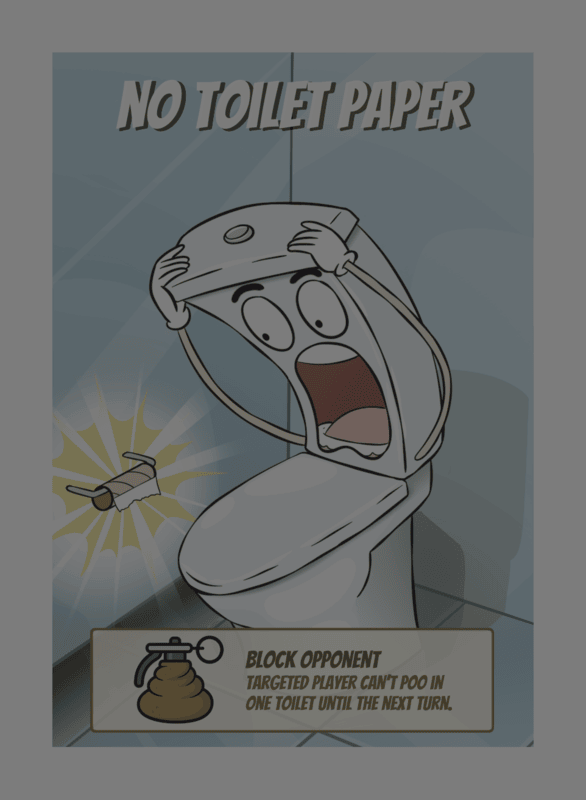 NO TOILET PAPER
BLOCK OPPONENT
TARGETED PLAYER CAN'T POO IN
ONE TOILET UNTIL THE NEXT TURN.